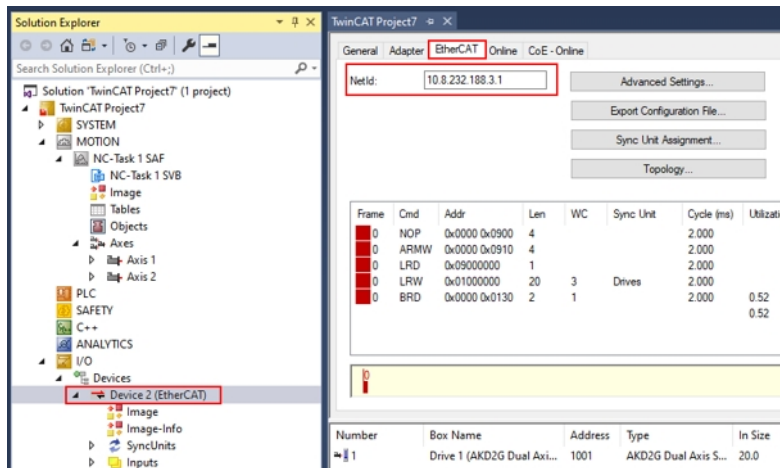 Solution Explorer
Search Solution Explorer (Ctrl+;)
Solution 'TwinCAT Project7' (1 project)
TwinCAT Project7
SYSTEM
MOTION
NC-Task 1 SAF
NC-Task 1 SVB
Image
Tables
Objects
Axes
Axis 1
Axis 2
PLC
SAFETY
C++
ANALYTICS
I/O
Devices
Device 2 (EtherCAT)
Image
Image-Info
SyncUnits
Inputs
TwinCAT Project7
General Adapter EtherCAT Online CoE - Online
NetId: 10.8.232.188.3.1
Advanced Settings...
Export Configuration File...
Sync Unit Assignment...
Topology...
Frame Cmd Addr Len WC Sync Unit Cycle (ms) Utilizati
0 NOP 0x0000 0x0900 4 2.000
0 ARMW 0x0000 0x0910 4 2.000
0 LRD 0x09000000 1 2.000
0 LRW 0x01000000 20 3 Drives 2.000
0 BRD 0x0000 0x0130 2 1 2.000 0.52
0.52
0
Number Box Name Address Type In Size
1 Drive 1 (AKD2G Dual Axi... 1001 AKD2G Dual Axis S... 20.0